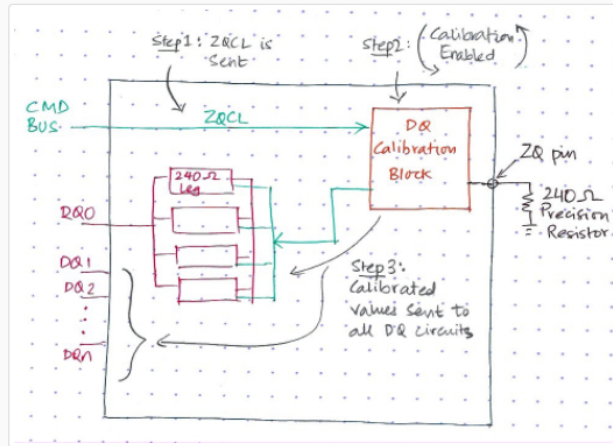 Step1: ZQCL is
Sent
Step2: (Calibration
Enabled)
CMD
BUS
ZQCL
DQ
Calibration
Block
ZQ pin
240Ω
Leg
240Ω
Precision
Resistor
DQ0
DQ1
DQ2
DQn
Step3:
Calibrated
values sent to
all DQ circuits